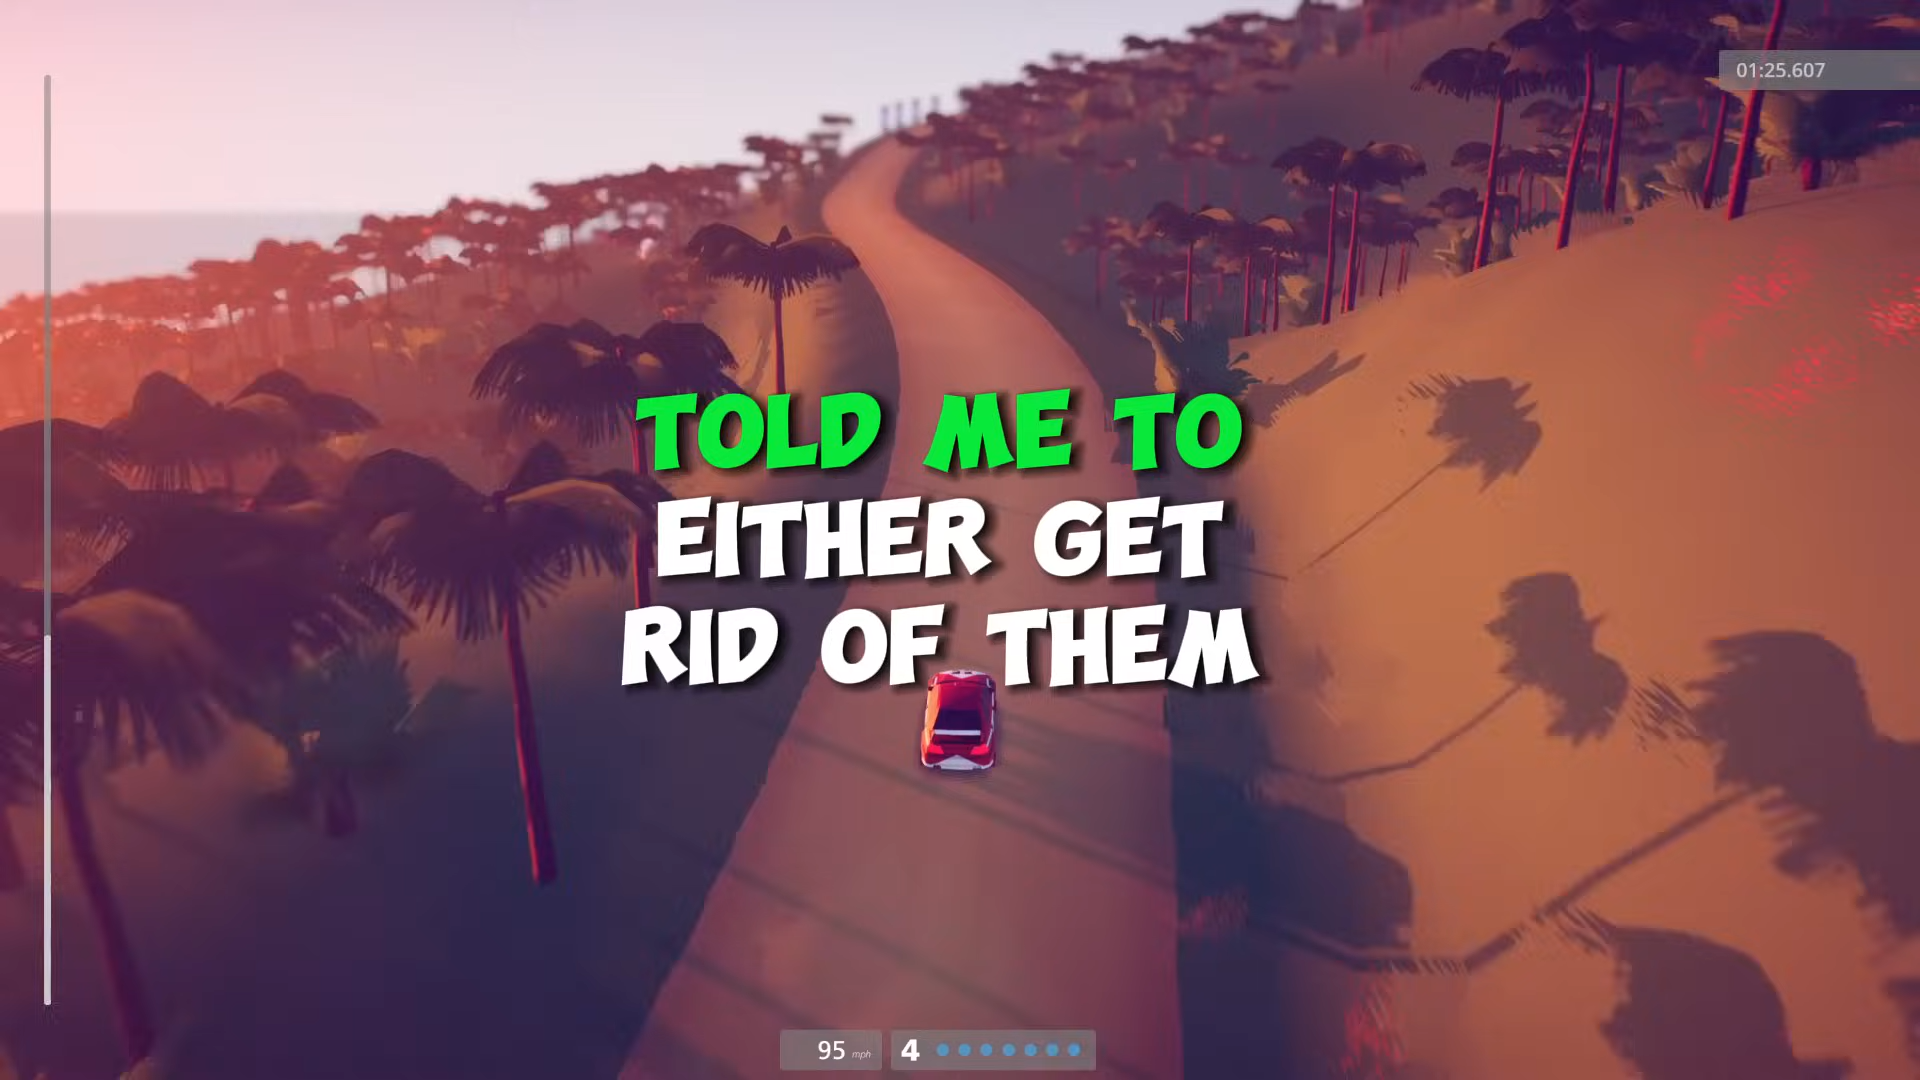 01:25.607
TOLD ME TO
EITHER GET
RID OF THEM
95 mph 4